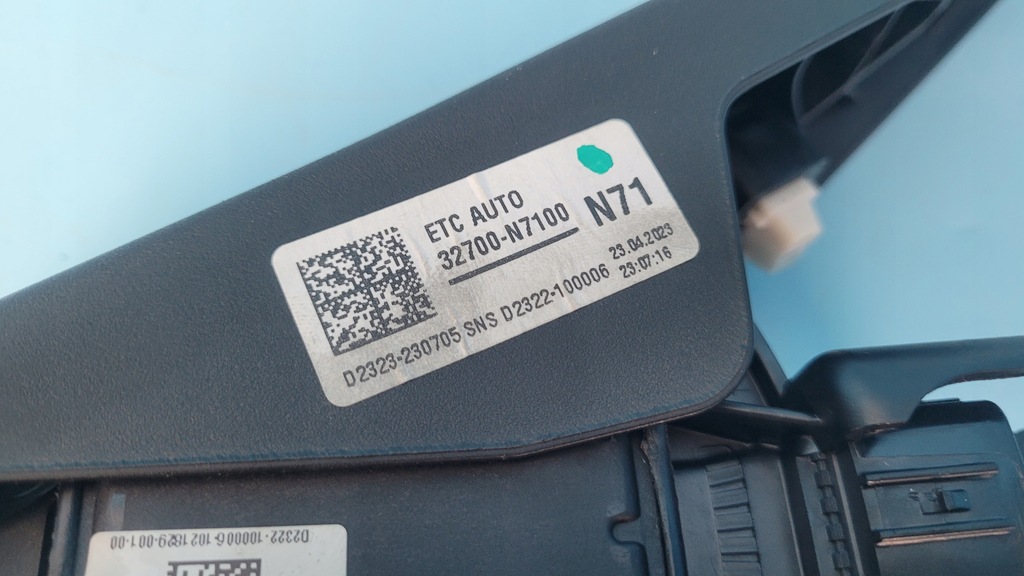 ETC AUTO
32700-N7100
N71
D2323-230705 SNS D2322-100006
23.04.2023
23:07:16
D2322-100006-102 1829-001-00